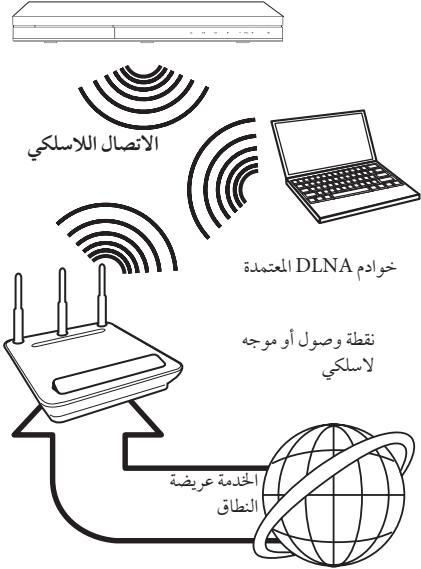 الاتصال اللاسلكي
خوادم DLNA المعتمدة
نقطة وصول أو موجه
لاسلكي
الخدمة عريضة
النطاق